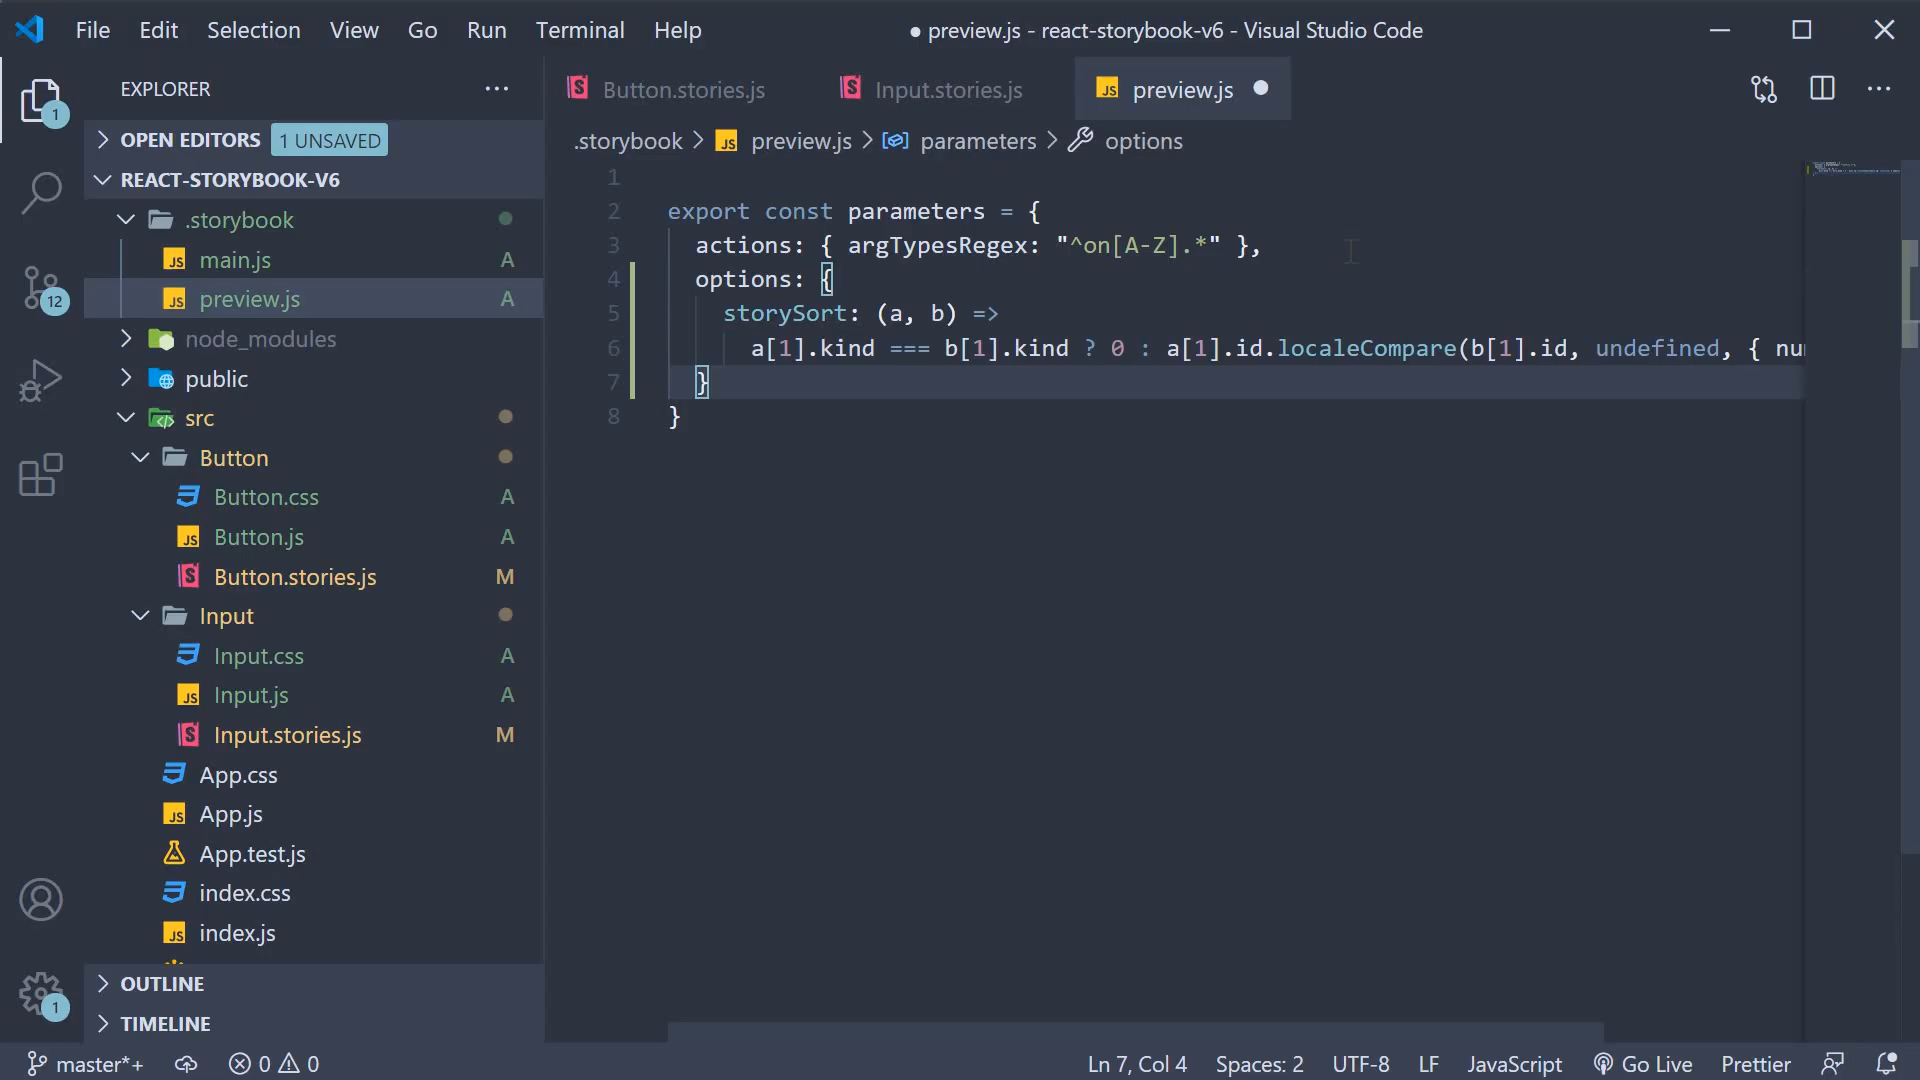 File Edit Selection View Go Run Terminal Help ● preview.js - react-storybook-v6 - Visual Studio Code
EXPLORER ···
OPEN EDITORS 1 UNSAVED
REACT-STORYBOOK-V6
.storybook
main.js A
preview.js A
node_modules
public
src
Button
Button.css A
Button.js A
Button.stories.js M
Input
Input.css A
Input.js A
Input.stories.js M
App.css
App.js
App.test.js
index.css
index.js
OUTLINE
TIMELINE
1
12
1
Button.stories.js Input.stories.js JS preview.js ●
.storybook > JS preview.js > parameters > options
1
2 export const parameters = {
3 actions: { argTypesRegex: "^on[A-Z].*" },
4 options: {
5 storySort: (a, b) =>
6 a[1].kind === b[1].kind ? 0 : a[1].id.localeCompare(b[1].id, undefined, { nu
7 }
8 }
master*+ 0 0 Ln 7, Col 4 Spaces: 2 UTF-8 LF JavaScript Go Live Prettier